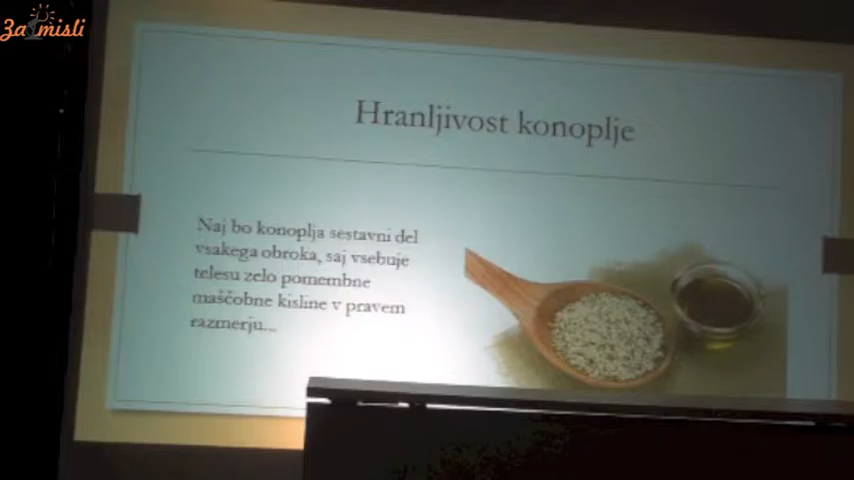 Za misli
Hranljivost konoplje
Naj bo konoplja sestavni del
vsakega obroka, saj vsebuje
telesu zelo pomembne
maščobne kisline v pravem
razmerju...